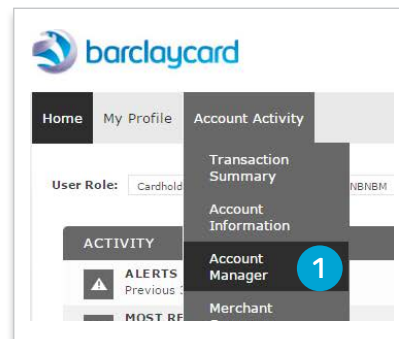 barclaycard
Home My Profile Account Activity
Transaction
Summary
User Role: Cardhold NBNBM
Account
Information
ACTIVITY
Account
Manager 1
ALERTS
Previous
MOST RE
Merchant